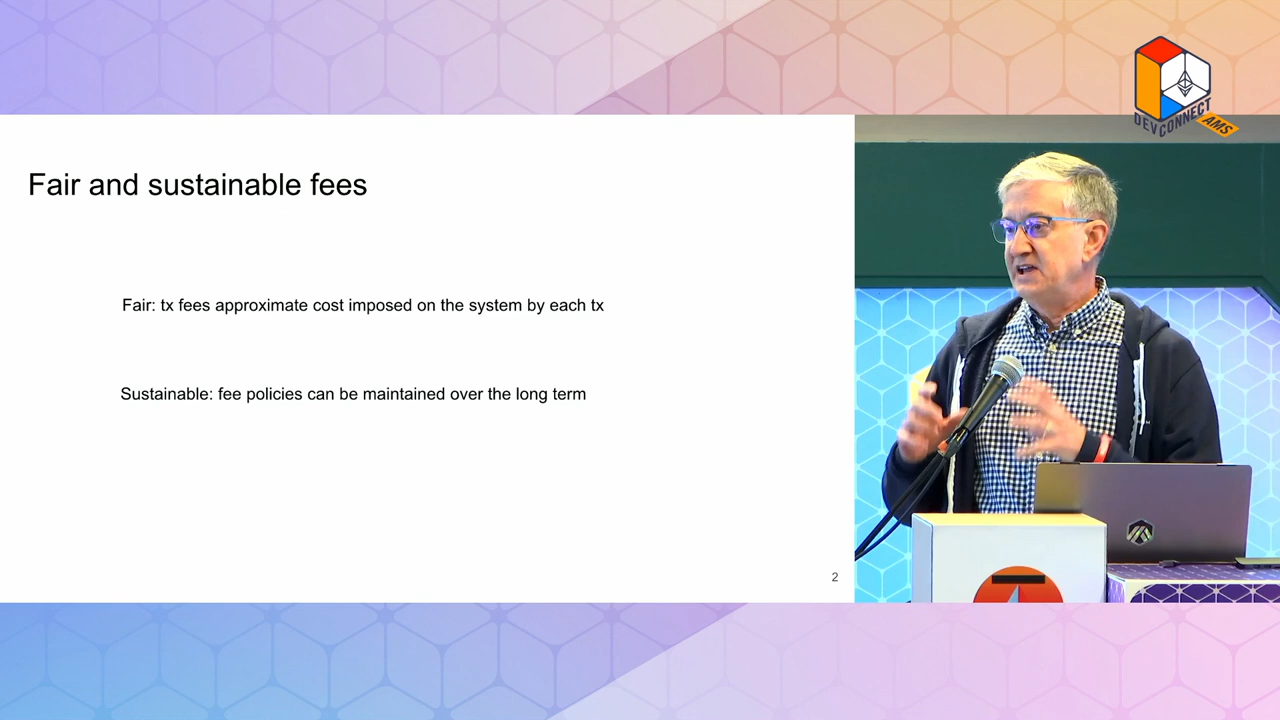 DEVCONNECT
AMS
Fair and sustainable fees
Fair: tx fees approximate cost imposed on the system by each tx
Sustainable: fee policies can be maintained over the long term
2